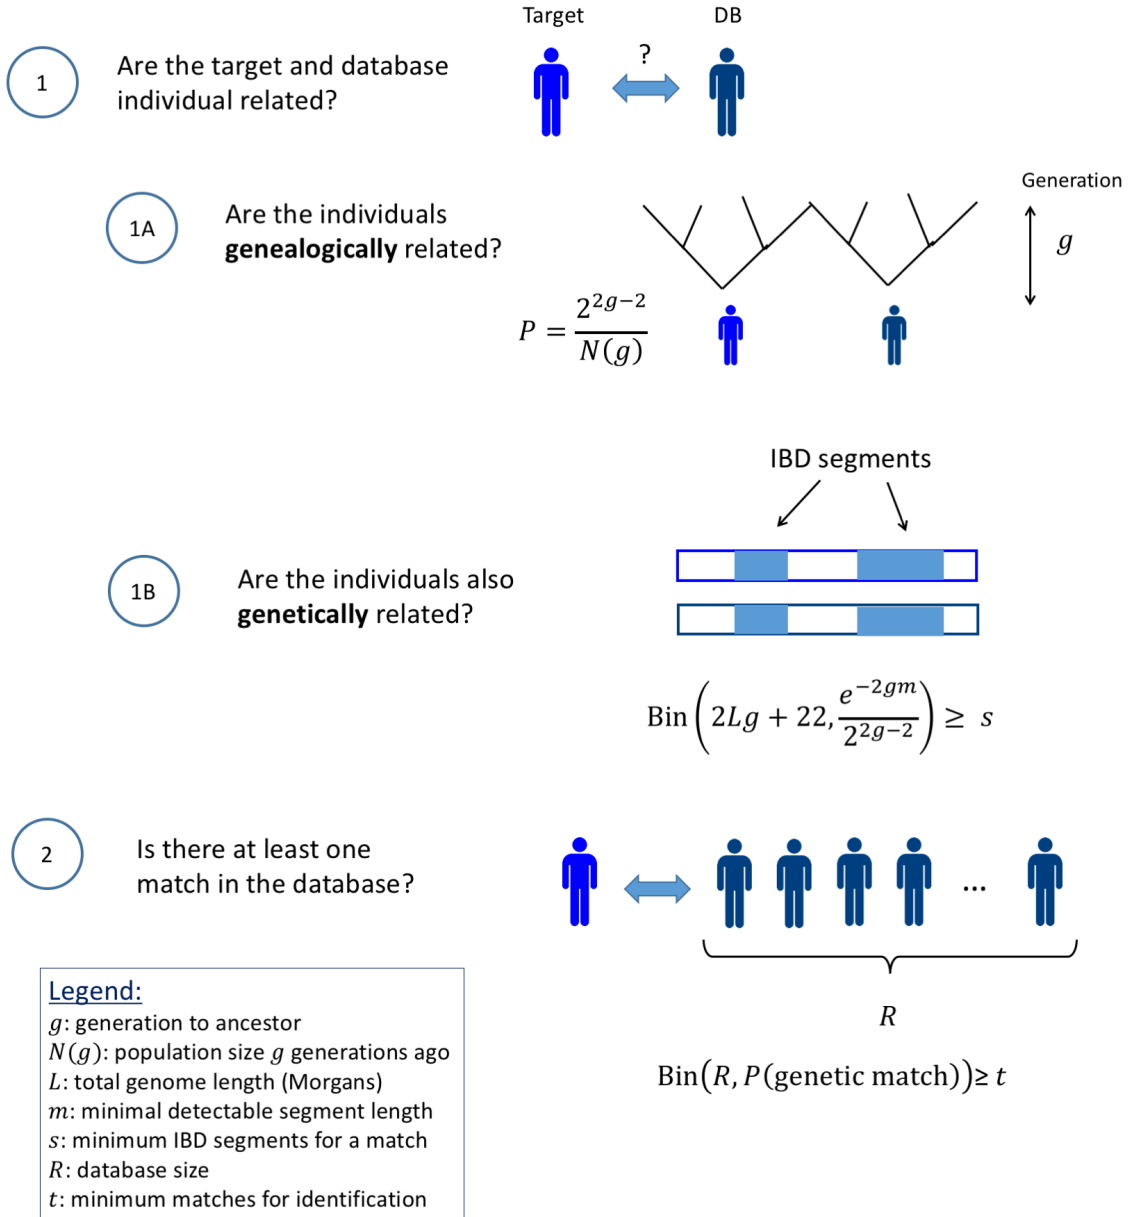 Target
DB
1
Are the target and database
individual related?
?
1A
Are the individuals
genealogically related?
Generation
g
P = 2^{2g−2} / N(g)
IBD segments
1B
Are the individuals also
genetically related?
Bin(2Lg + 22, e^{−2gm} / 2^{2g−2}) ≥ s
2
Is there at least one
match in the database?
...
R
Bin(R, P(genetic match)) ≥ t
Legend:
g: generation to ancestor
N(g): population size g generations ago
L: total genome length (Morgans)
m: minimal detectable segment length
s: minimum IBD segments for a match
R: database size
t: minimum matches for identification